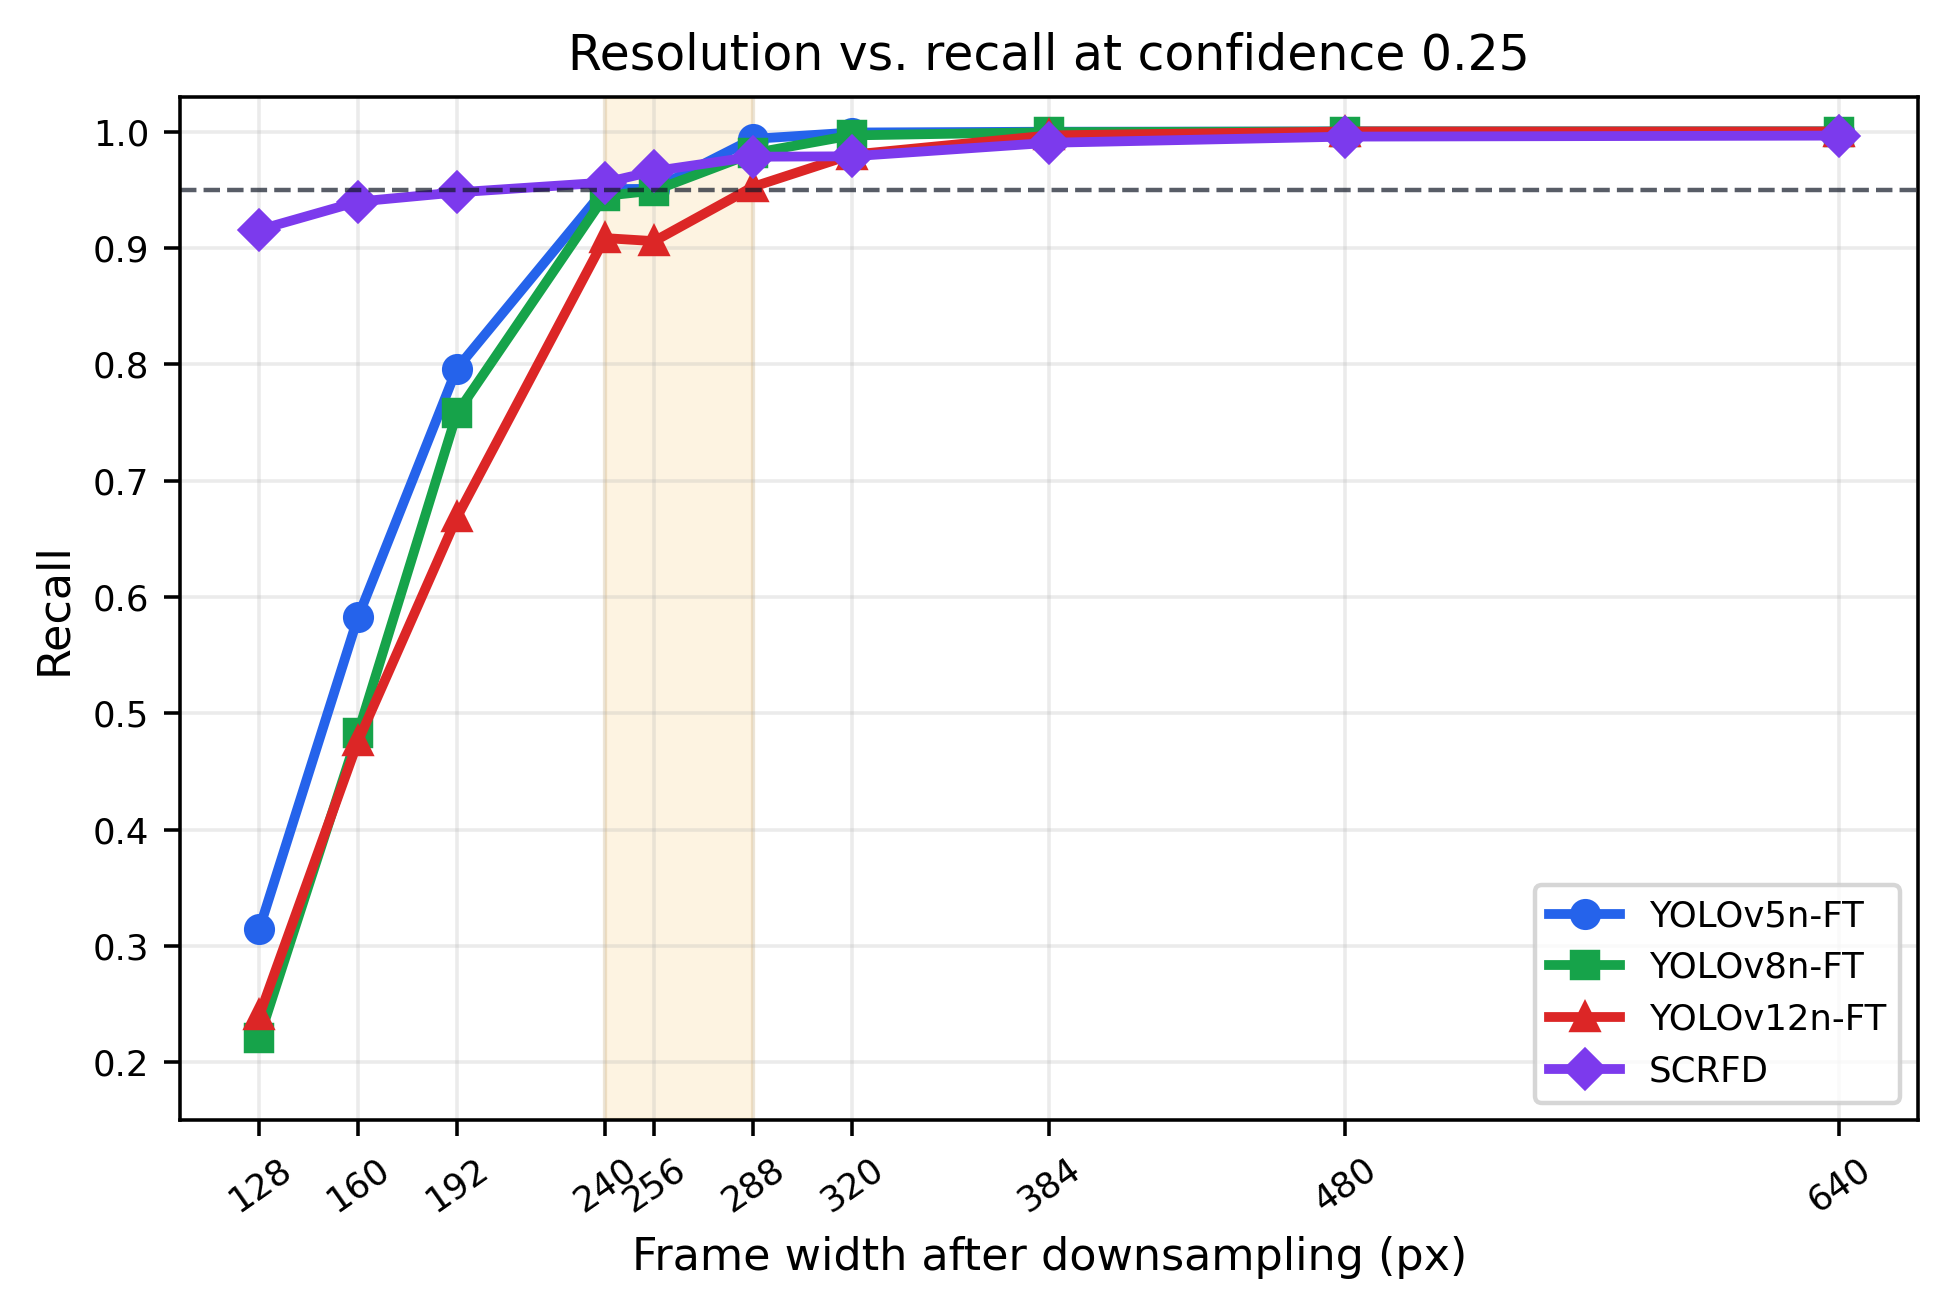 Resolution vs. recall at confidence 0.25
1.0
0.9
0.8
0.7
0.6
0.5
0.4
0.3
0.2
Recall
YOLOv5n-FT
YOLOv8n-FT
YOLOv12n-FT
SCRFD
128 160 192 240 256 288 320 384 480 640
Frame width after downsampling (px)